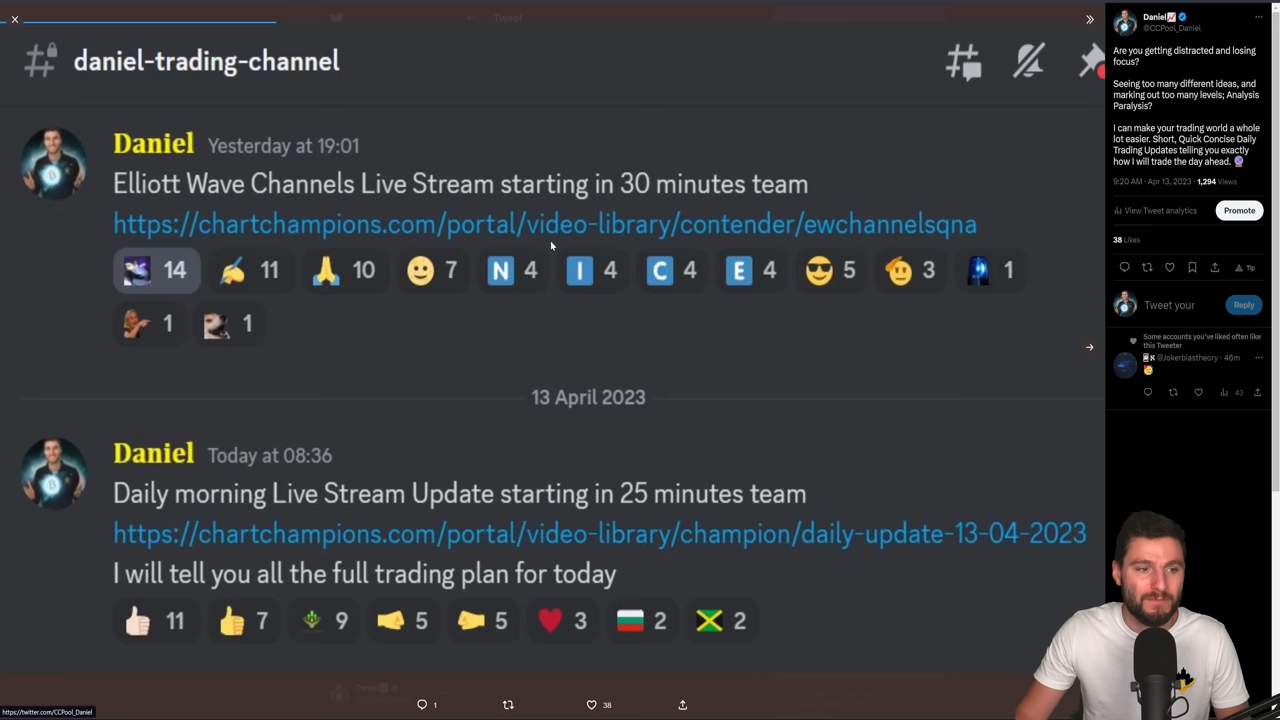 Tweet
daniel-trading-channel
Daniel Yesterday at 19:01
Elliott Wave Channels Live Stream starting in 30 minutes team
https://chartchampions.com/portal/video-library/contender/ewchannelsqna
14 11 10 7 N 4 I 4 C 4 E 4 5 3 1
1 1
13 April 2023
Daniel Today at 08:36
Daily morning Live Stream Update starting in 25 minutes team
https://chartchampions.com/portal/video-library/champion/daily-update-13-04-2023
I will tell you all the full trading plan for today
11 7 9 5 5 3 2 2
Daniel
1 38
https://twitter.com/CCPool_Daniel
Daniel
@CCPool_Daniel
Are you getting distracted and losing
focus?
Seeing too many different ideas, and
marking out too many levels; Analysis
Paralysis?
I can make your trading world a whole
lot easier. Short, Quick Concise Daily
Trading Updates telling you exactly
how I will trade the day ahead.
9:20 AM · Apr 13, 2023 · 1,294 Views
View Tweet analytics Promote
38 Likes
Tip
Tweet your Reply
Some accounts you've liked often like
this Tweeter
@Jokerbiastheory · 46m
43